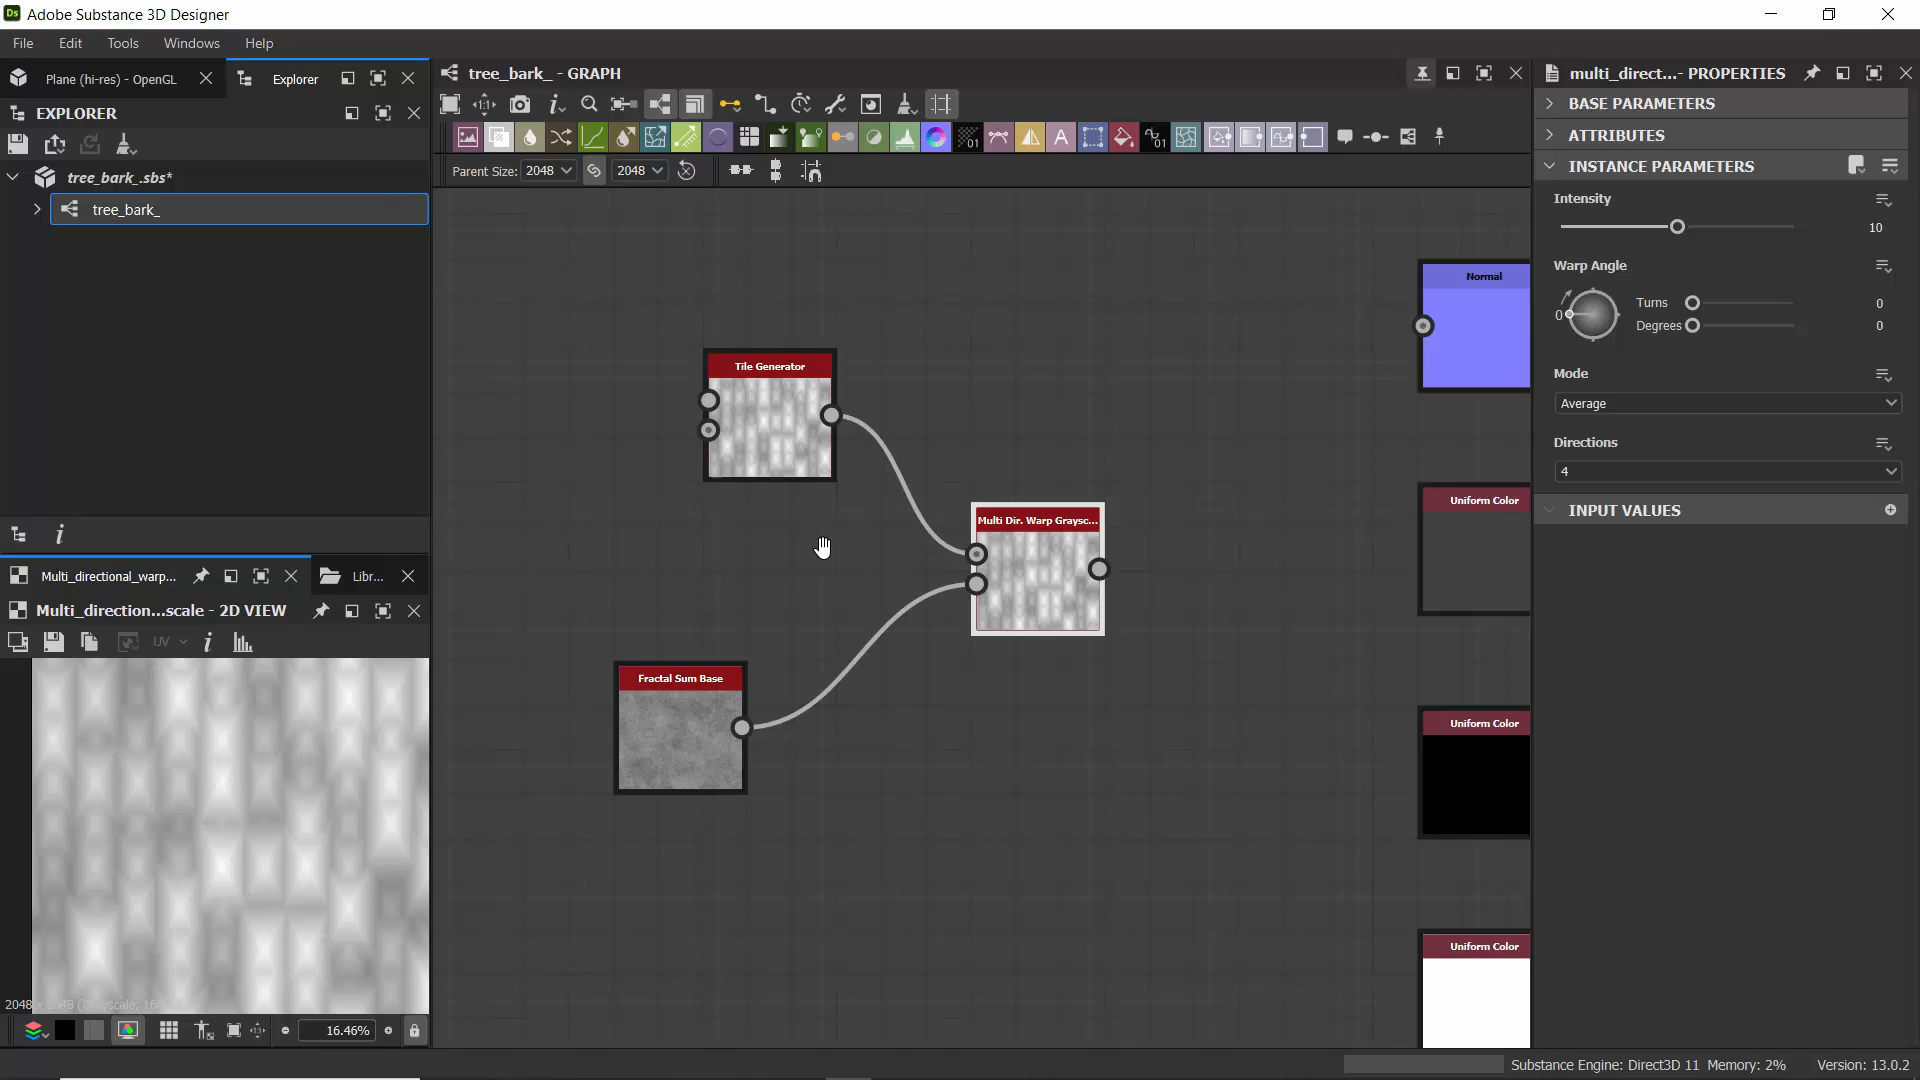 Ds Adobe Substance 3D Designer
File Edit Tools Windows Help
Plane (hi-res) - OpenGL
Explorer
tree_bark_ - GRAPH
multi_direct...- PROPERTIES
EXPLORER
BASE PARAMETERS
ATTRIBUTES
INSTANCE PARAMETERS
Parent Size: 2048 2048
tree_bark_.sbs*
tree_bark_
Intensity
10
Warp Angle
0
Turns 0
Degrees 0
Mode
Average
Directions
4
INPUT VALUES
Normal
Tile Generator
Uniform Color
Multi Dir. Warp Graysc...
Fractal Sum Base
Uniform Color
Uniform Color
Multi_directional_warp...
Libr...
Multi_direction...scale - 2D VIEW
UV
16.46%
Substance Engine: Direct3D 11 Memory: 2% Version: 13.0.2